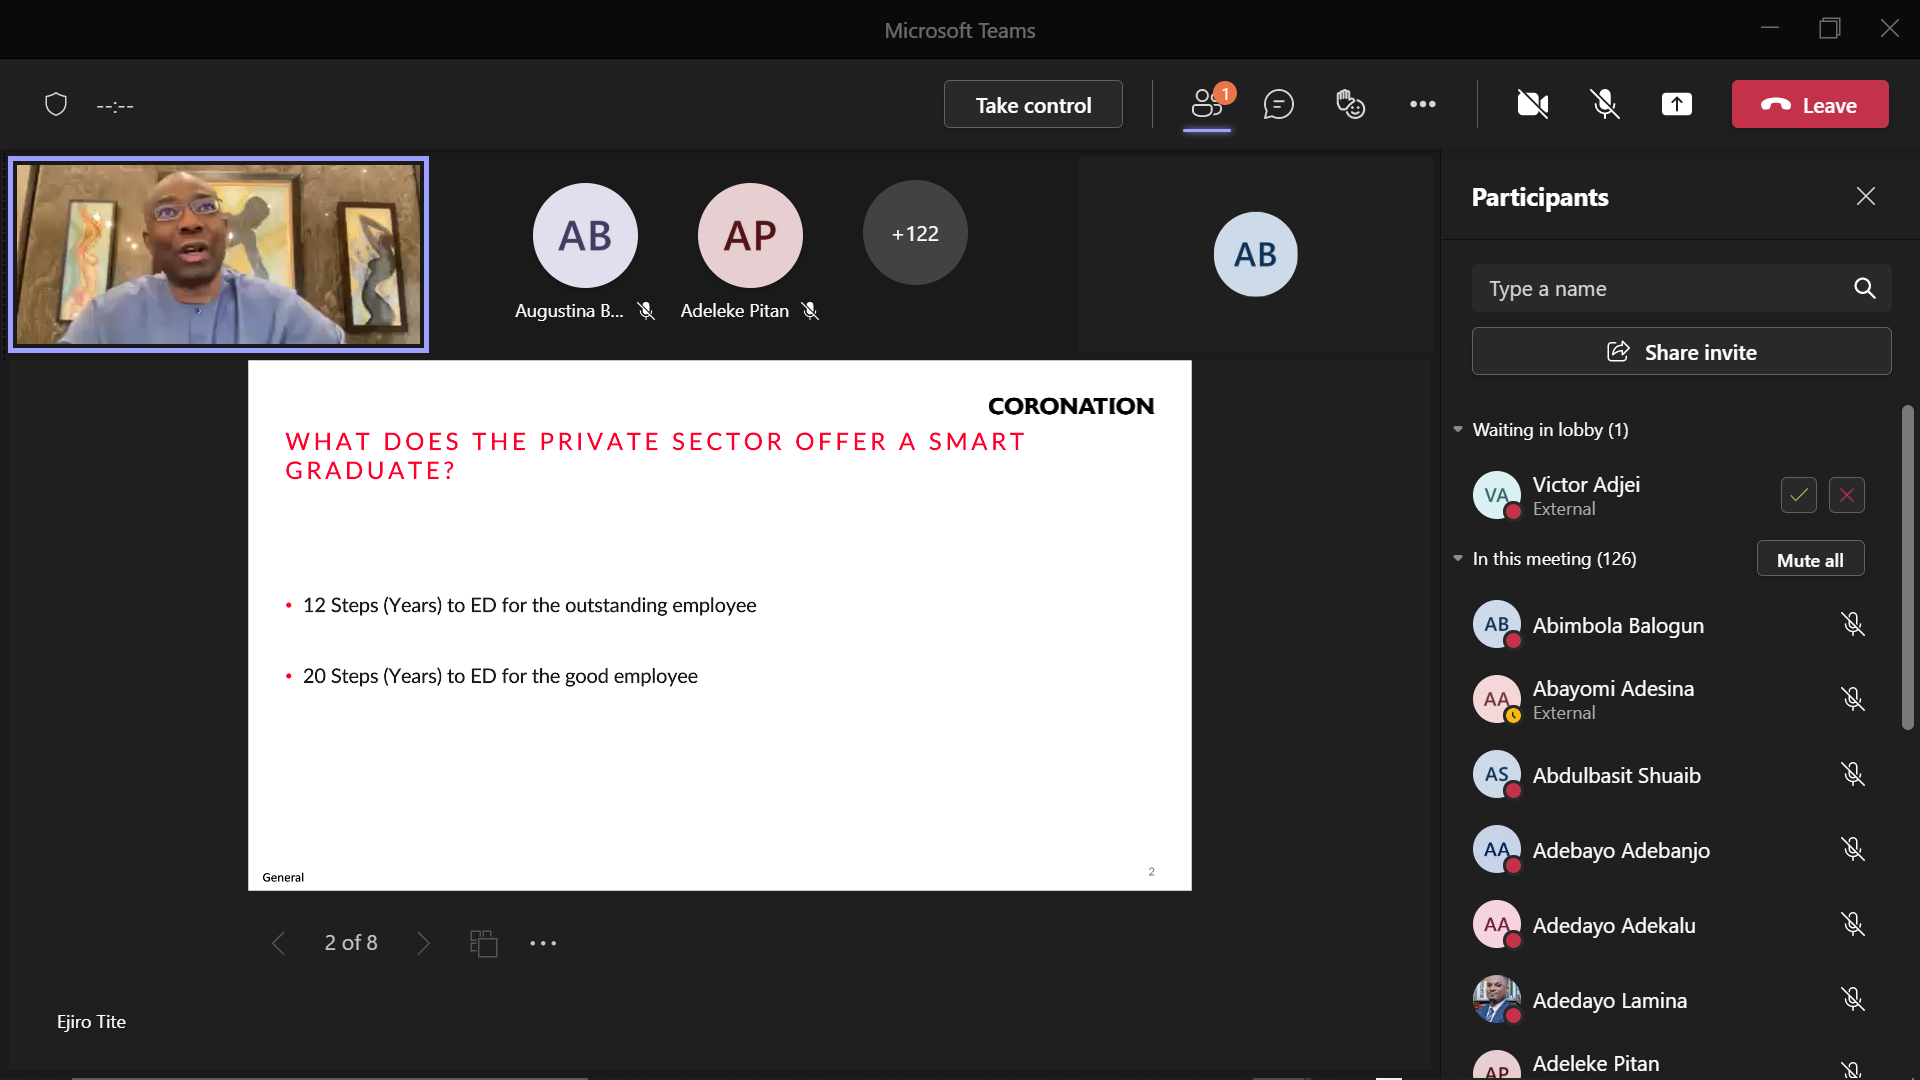 Microsoft Teams
--:--
Take control
1
Leave
AB
AP
+122
Augustina B...
Adeleke Pitan
AB
CORONATION
WHAT DOES THE PRIVATE SECTOR OFFER A SMART
GRADUATE?
• 12 Steps (Years) to ED for the outstanding employee
• 20 Steps (Years) to ED for the good employee
General
2
2 of 8
Ejiro Tite
Participants
Type a name
Share invite
Waiting in lobby (1)
VA
Victor Adjei
External
In this meeting (126)
Mute all
AB
Abimbola Balogun
AA
Abayomi Adesina
External
AS
Abdulbasit Shuaib
AA
Adebayo Adebanjo
AA
Adedayo Adekalu
Adedayo Lamina
AP
Adeleke Pitan